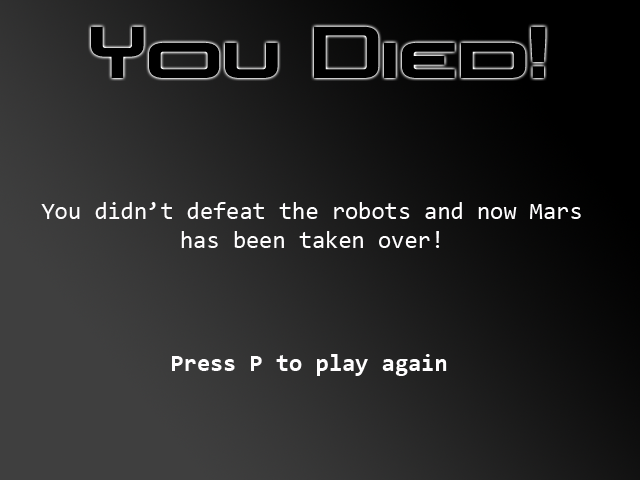 You Died!
You didn’t defeat the robots and now Mars
has been taken over!
Press P to play again